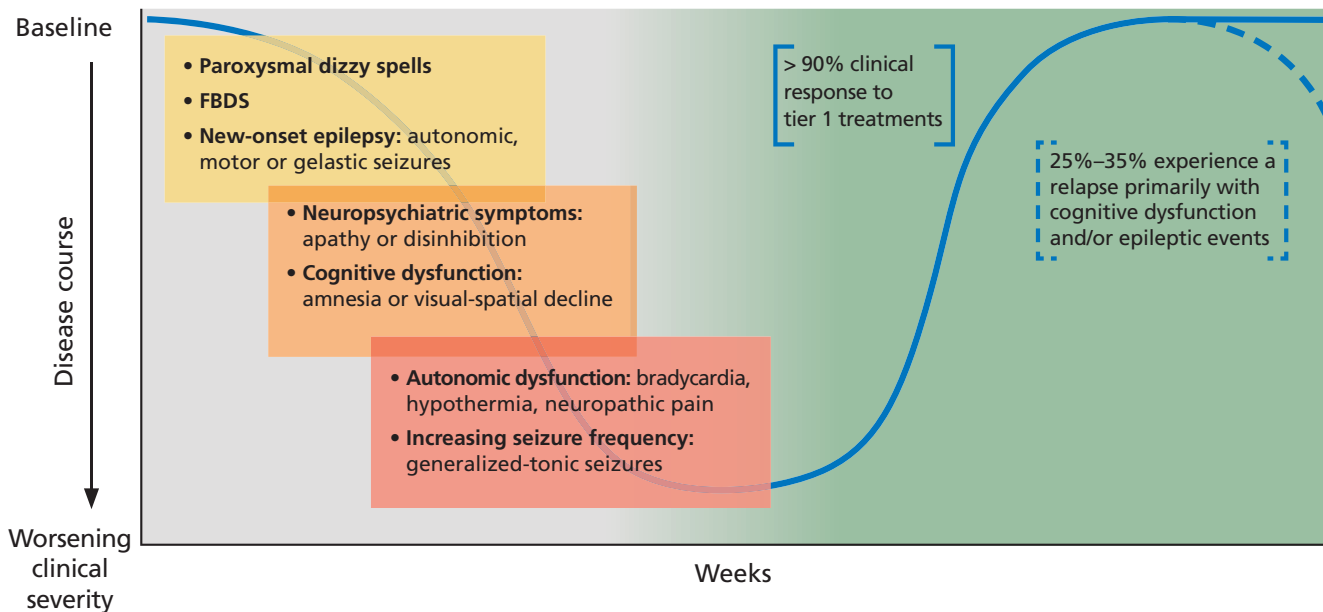 Baseline
Disease course
Worsening
clinical
severity
• Paroxysmal dizzy spells
• FBDS
• New-onset epilepsy: autonomic,
motor or gelastic seizures
• Neuropsychiatric symptoms:
apathy or disinhibition
• Cognitive dysfunction:
amnesia or visual-spatial decline
• Autonomic dysfunction: bradycardia,
hypothermia, neuropathic pain
• Increasing seizure frequency:
generalized-tonic seizures
> 90% clinical
response to
tier 1 treatments
25%–35% experience a
relapse primarily with
cognitive dysfunction
and/or epileptic events
Weeks